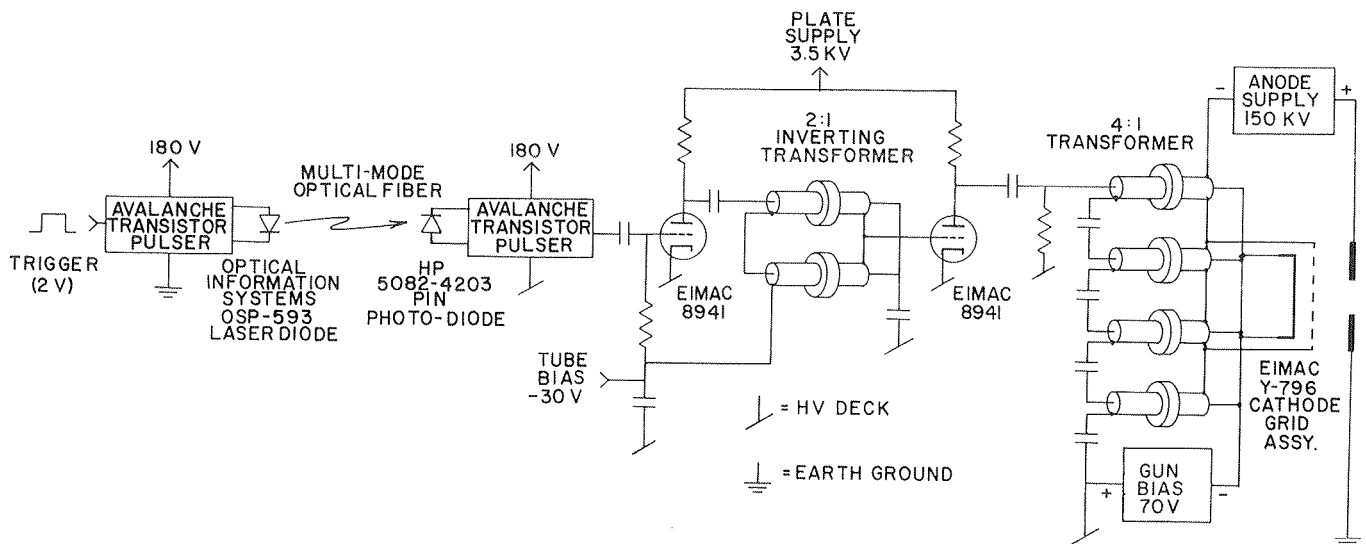 PLATE
SUPPLY
3.5 KV
- ANODE +
SUPPLY
150 KV
2:1
INVERTING
TRANSFORMER
4:1
TRANSFORMER
180 V
MULTI-MODE
OPTICAL FIBER
180 V
AVALANCHE
TRANSISTOR
PULSER
AVALANCHE
TRANSISTOR
PULSER
TRIGGER
(2 V)
OPTICAL
INFORMATION
SYSTEMS
OSP-593
LASER DIODE
HP
5082-4203
PIN
PHOTO-DIODE
EIMAC
8941
EIMAC
8941
TUBE
BIAS
-30 V
EIMAC
Y-796
CATHODE
GRID
ASSY.
= HV DECK
= EARTH GROUND
+ GUN -
BIAS
70V